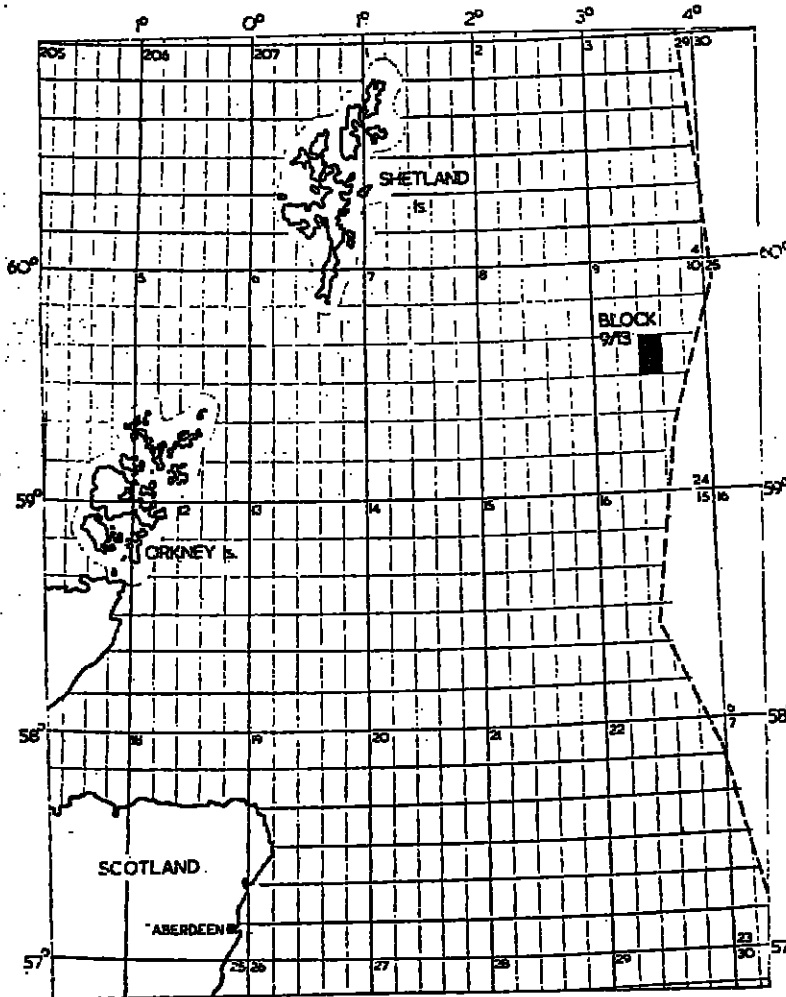 1° 0° 1° 2° 3° 4°
205 206 207 2 3 29 30
SHETLAND
Is.
60° 4 60°
5 6 7 8 9 10 25
BLOCK
9/13
59° 24 59°
12 13 14 15 16 15 16
ORKNEY Is.
58° 6 58°
18 19 20 21 22 7
SCOTLAND
ABERDEEN
57° 23 57
25 26 27 28 29 30